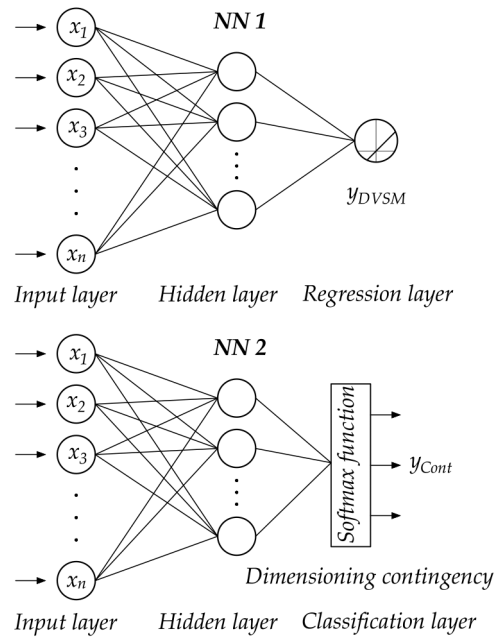 NN 1
x1
x2
x3
xn
yDVSM
Input layer Hidden layer Regression layer
NN 2
x1
x2
x3
xn
Softmax function
yCont
Dimensioning contingency
Input layer Hidden layer Classification layer